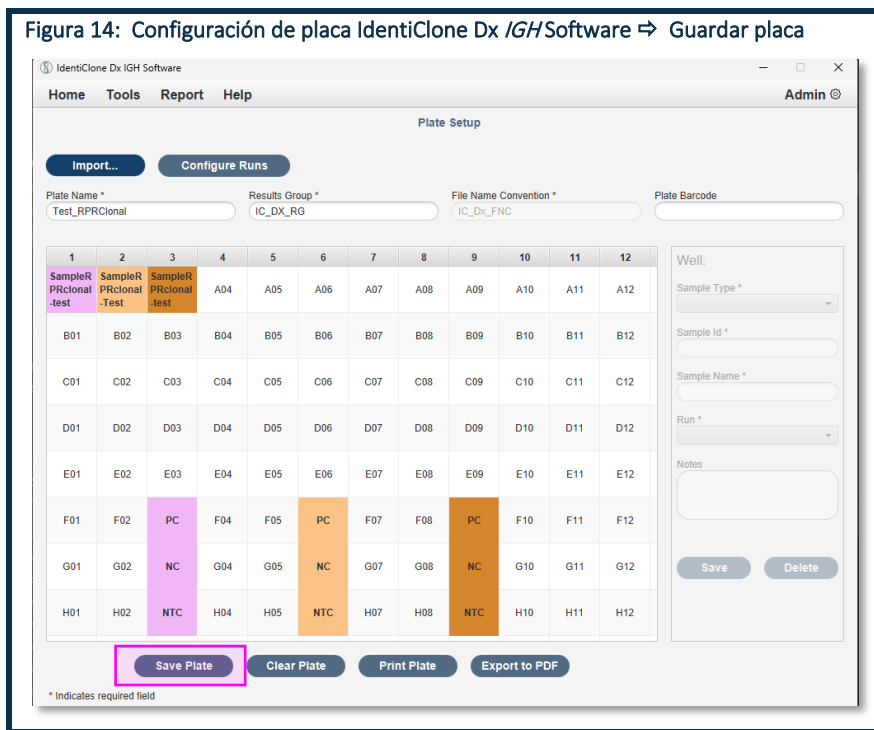 Figura 14: Configuración de placa IdentiClone Dx IGH Software ⇨ Guardar placa
IdentiClone Dx IGH Software
Home Tools Report Help Admin
Plate Setup
Import... Configure Runs
Plate Name * Results Group * File Name Convention * Plate Barcode
Test_RPRClonal IC_DX_RG IC_Dx_FNC
1 2 3 4 5 6 7 8 9 10 11 12
SampleR SampleR SampleR
PRclonal PRclonal PRclonal
-test -Test -test
A04 A05 A06 A07 A08 A09 A10 A11 A12
B01 B02 B03 B04 B05 B06 B07 B08 B09 B10 B11 B12
C01 C02 C03 C04 C05 C06 C07 C08 C09 C10 C11 C12
D01 D02 D03 D04 D05 D06 D07 D08 D09 D10 D11 D12
E01 E02 E03 E04 E05 E06 E07 E08 E09 E10 E11 E12
F01 F02 PC F04 F05 PC F07 F08 PC F10 F11 F12
G01 G02 NC G04 G05 NC G07 G08 NC G10 G11 G12
H01 H02 NTC H04 H05 NTC H07 H08 NTC H10 H11 H12
Well:
Sample Type *
Sample Id *
Sample Name *
Run *
Notes
Save Delete
Save Plate Clear Plate Print Plate Export to PDF
* Indicates required field